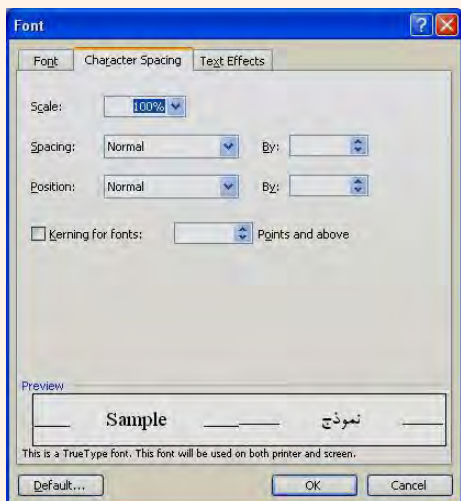 Font
Font Character Spacing Text Effects
Scale: 100%
Spacing: Normal By:
Position: Normal By:
Kerning for fonts: Points and above
Preview
Sample نموذج
This is a TrueType font. This font will be used on both printer and screen.
Default... OK Cancel